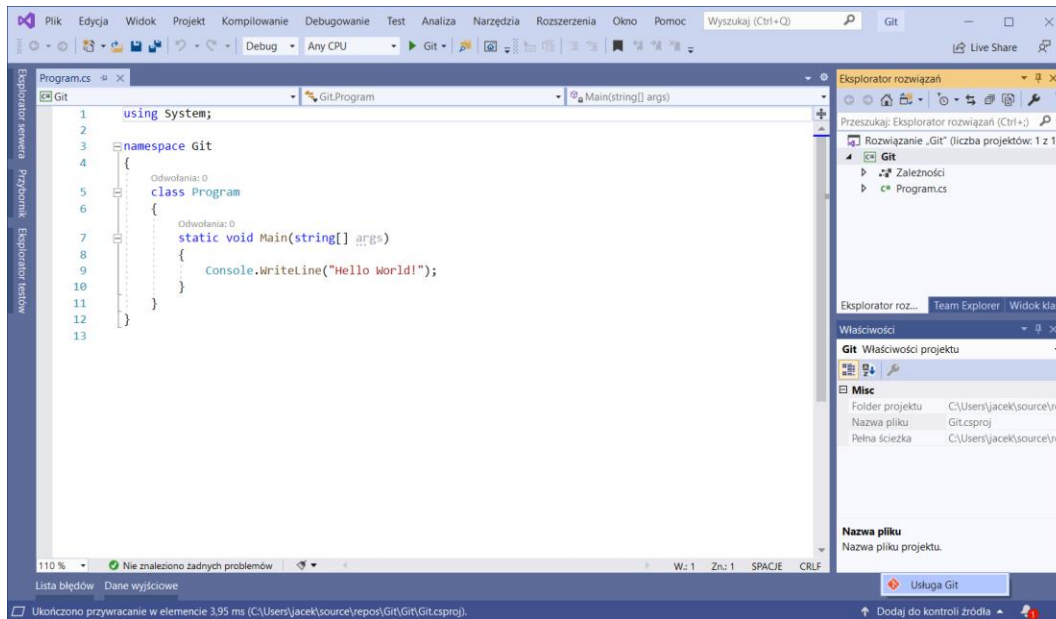 Plik Edycja Widok Projekt Kompilowanie Debugowanie Test Analiza Narzędzia Rozszerzenia Okno Pomoc Wyszukaj (Ctrl+Q) Git
Debug Any CPU Git Live Share
Eksplorator serwera
Przybornik
Eksplorator testów
Program.cs
Git Git.Program Main(string[] args)
1 using System;
2
3 namespace Git
4 {
Odwołania: 0
5 class Program
6 {
Odwołania: 0
7 static void Main(string[] args)
8 {
9 Console.WriteLine("Hello World!");
10 }
11 }
12 }
13
110 % Nie znaleziono żadnych problemów W.: 1 Zn.: 1 SPACJE CRLF
Eksplorator rozwiązań
Przeszukaj: Eksplorator rozwiązań (Ctrl+;)
Rozwiązanie „Git” (liczba projektów: 1 z 1
Git
Zależności
Program.cs
Eksplorator roz... Team Explorer Widok kla
Właściwości
Git Właściwości projektu
Misc
Folder projektu C:\Users\jacek\source\r
Nazwa pliku Git.csproj
Pełna ścieżka C:\Users\jacek\source\r
Nazwa pliku
Nazwa pliku projektu.
Lista błędów Dane wyjściowe
Usługa Git
Ukończono przywracanie w elemencie 3,95 ms (C:\Users\jacek\source\repos\Git\Git\Git.csproj). Dodaj do kontroli źródła 1